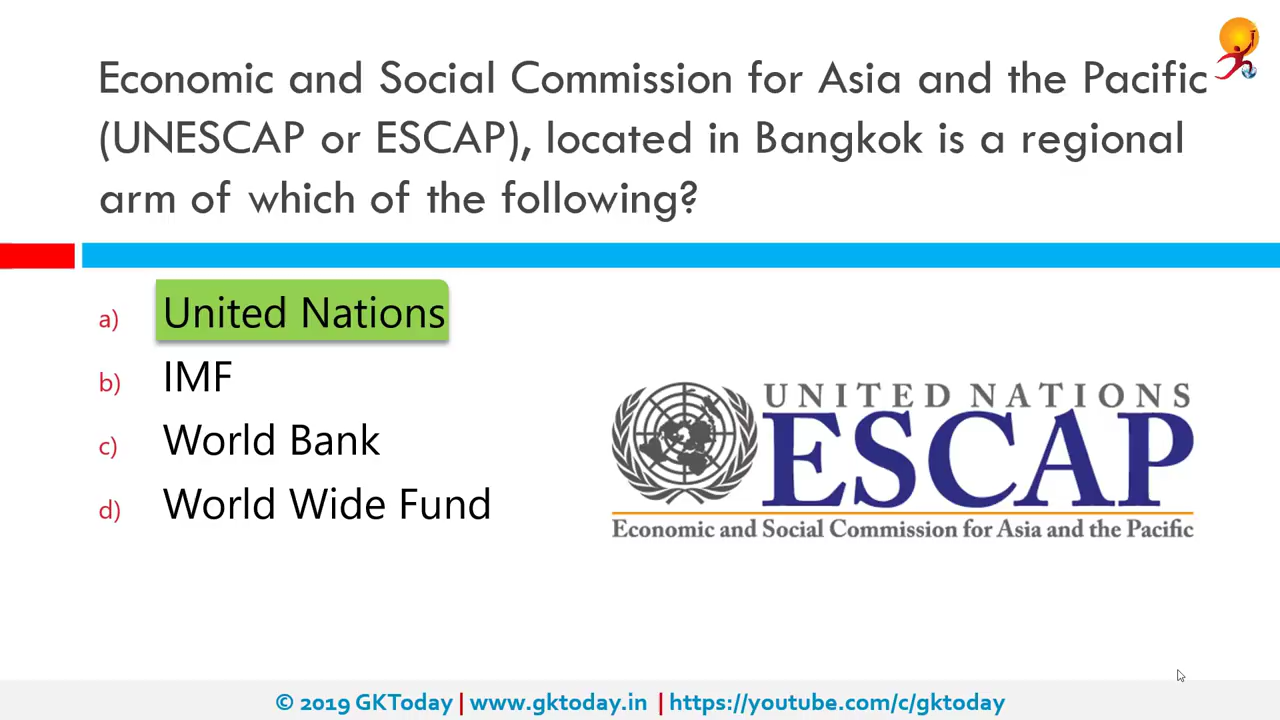 Economic and Social Commission for Asia and the Pacific
(UNESCAP or ESCAP), located in Bangkok is a regional
arm of which of the following?
a) United Nations
b) IMF
c) World Bank
d) World Wide Fund
UNITED NATIONS
ESCAP
Economic and Social Commission for Asia and the Pacific
© 2019 GKToday | www.gktoday.in | https://youtube.com/c/gktoday